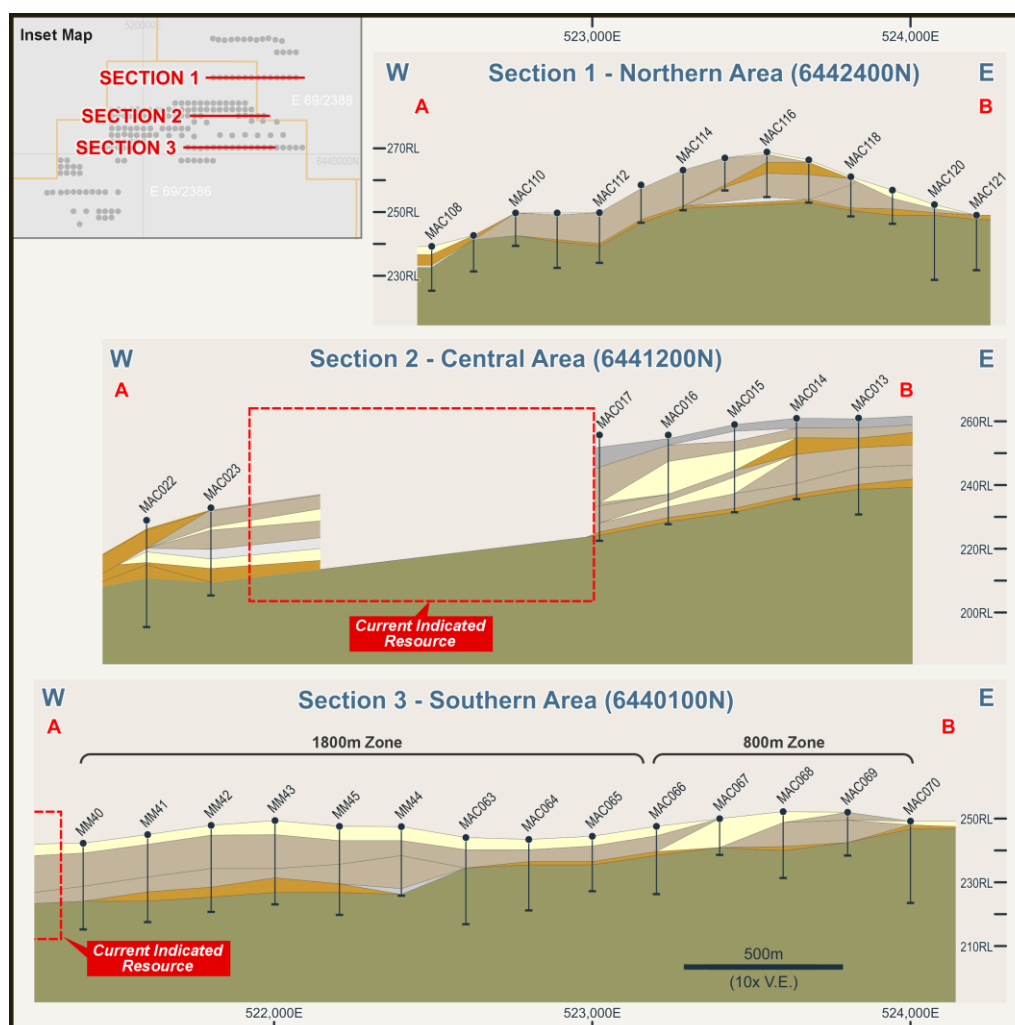 Inset Map
520000E
SECTION 1
E 69/2388
SECTION 2
SECTION 3
6440000N
E 69/2386
523,000E
524,000E
W
Section 1 - Northern Area (6442400N)
E
A
B
270RL
250RL
230RL
MAC108
MAC110
MAC112
MAC114
MAC116
MAC118
MAC120
MAC121
W
Section 2 - Central Area (6441200N)
E
A
B
MAC022
MAC023
MAC017
MAC016
MAC015
MAC014
MAC013
260RL
240RL
220RL
200RL
Current Indicated
Resource
W
Section 3 - Southern Area (6440100N)
E
A
B
1800m Zone
800m Zone
MM40
MM41
MM42
MM43
MM45
MM44
MAC063
MAC064
MAC065
MAC066
MAC067
MAC068
MAC069
MAC070
250RL
230RL
210RL
Current Indicated
Resource
500m
(10x V.E.)
522,000E
523,000E
524,000E